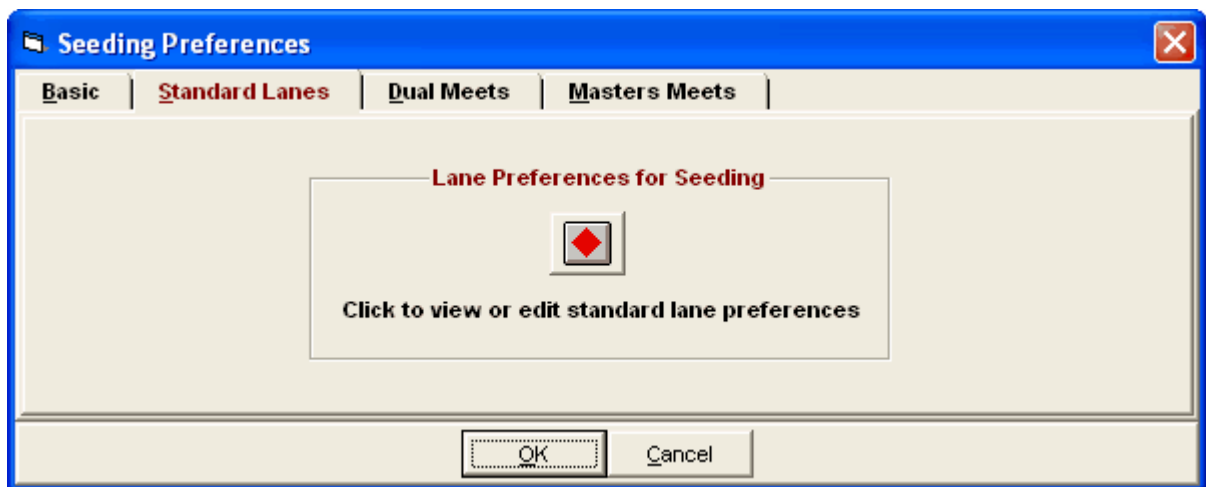 Seeding Preferences
Basic Standard Lanes Dual Meets Masters Meets
Lane Preferences for Seeding
Click to view or edit standard lane preferences
OK Cancel